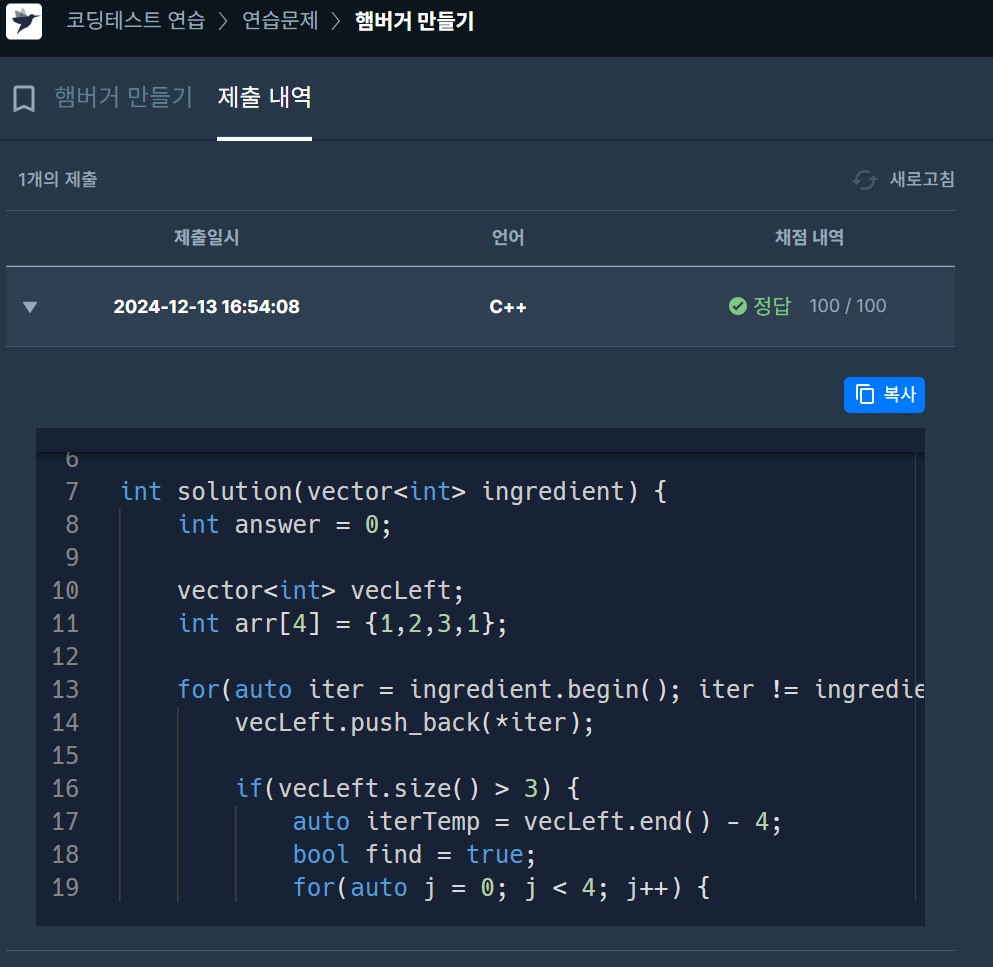 코딩테스트 연습 > 연습문제 > 햄버거 만들기
햄버거 만들기 제출 내역
1개의 제출 새로고침
제출일시 언어 채점 내역
2024-12-13 16:54:08 C++ 정답 100 / 100
복사
6
7 int solution(vector<int> ingredient) {
8 int answer = 0;
9
10 vector<int> vecLeft;
11 int arr[4] = {1,2,3,1};
12
13 for(auto iter = ingredient.begin(); iter != ingredie
14 vecLeft.push_back(*iter);
15
16 if(vecLeft.size() > 3) {
17 auto iterTemp = vecLeft.end() - 4;
18 bool find = true;
19 for(auto j = 0; j < 4; j++) {